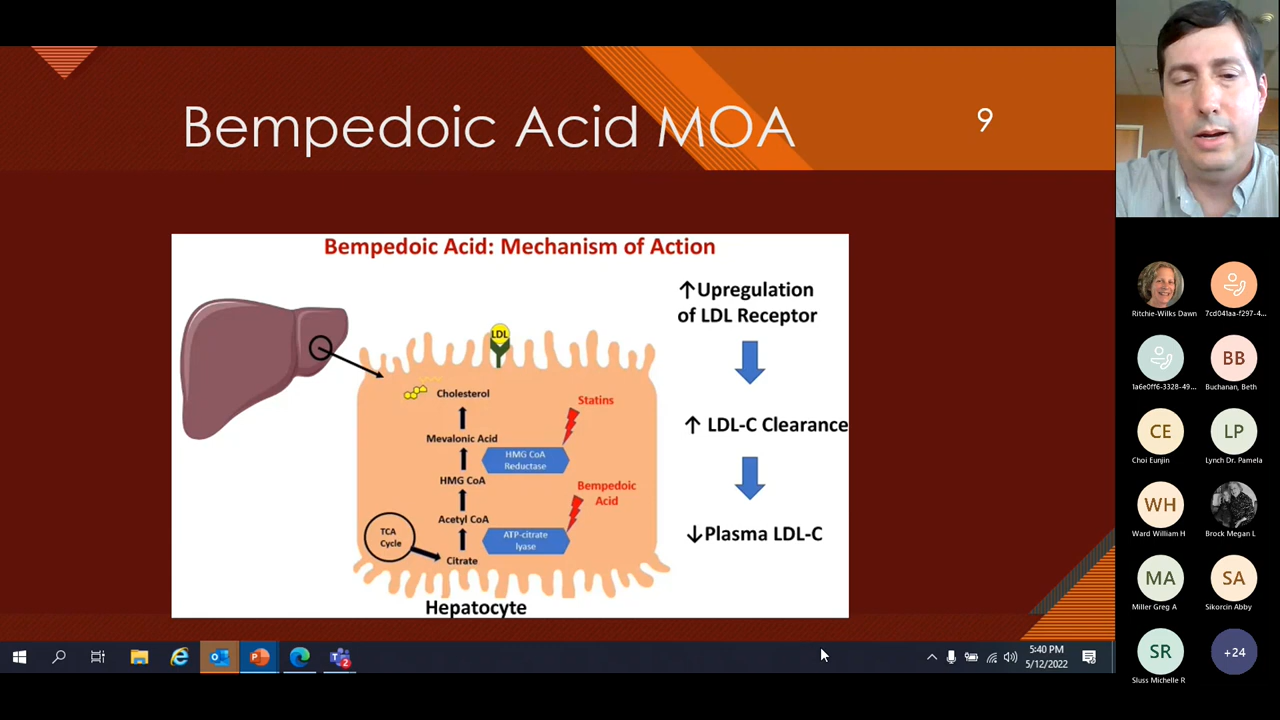 Bempedoic Acid MOA
9
Bempedoic Acid: Mechanism of Action
LDL
Cholesterol
Mevalonic Acid
HMG CoA
Acetyl CoA
Citrate
TCA
Cycle
Statins
HMG CoA
Reductase
Bempedoic
Acid
ATP-citrate
lyase
Hepatocyte
↑Upregulation
of LDL Receptor
↑ LDL-C Clearance
↓Plasma LDL-C
Ritchie-Wilks Dawn
7cd041aa-f297-4...
1a6e0ff6-3328-49...
BB
Buchanan, Beth
CE
Choi Eunjin
LP
Lynch Dr. Pamela
WH
Ward William H
Brock Megan L
MA
Miller Greg A
SA
Sikorcin Abby
SR
Sluss Michelle R
+24
2
5:40 PM
5/12/2022